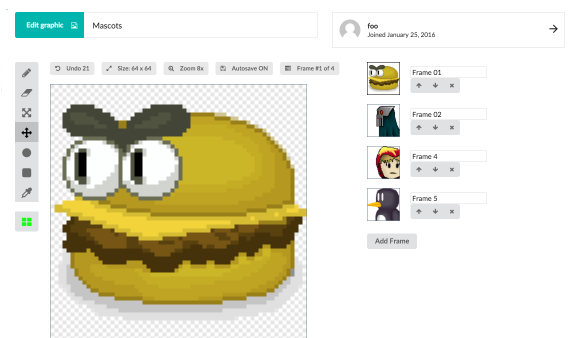 Edit graphic
Mascots
foo
Joined January 25, 2016
Undo 21
Size: 64 x 64
Zoom 8x
Autosave ON
Frame #1 of 4
Frame 01
Frame 02
Frame 4
Frame 5
Add Frame